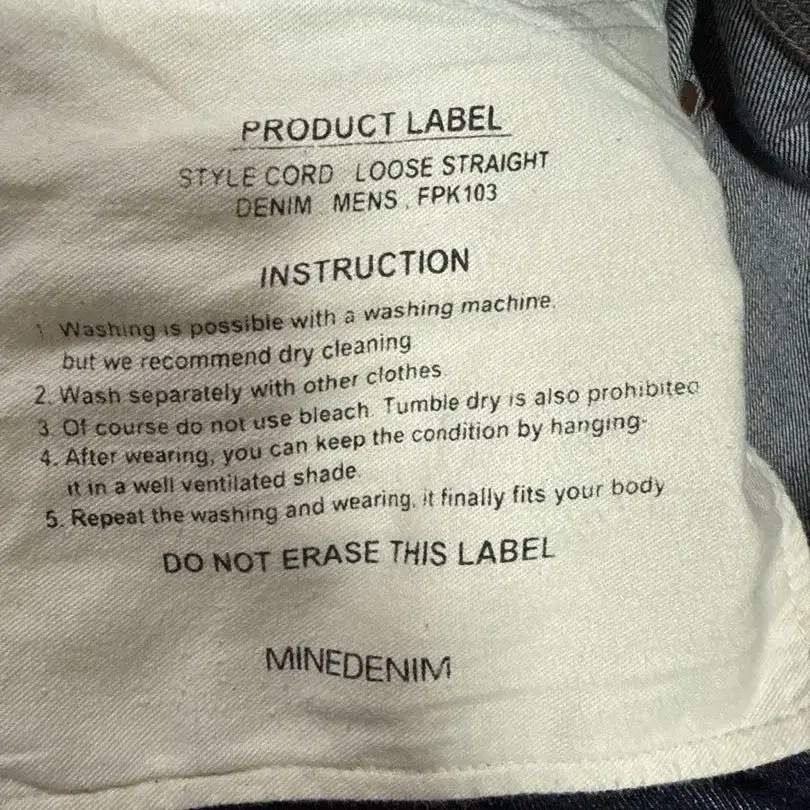 PRODUCT LABEL
STYLE CORD LOOSE STRAIGHT
DENIM MENS . FPK103
INSTRUCTION
1 Washing is possible with a washing machine.
but we recommend dry cleaning
2. Wash separately with other clothes
3. Of course do not use bleach. Tumble dry is also prohibited
4. After wearing, you can keep the condition by hanging-
it in a well ventilated shade.
5. Repeat the washing and wearing, it finally fits your body
DO NOT ERASE THIS LABEL
MINEDENIM